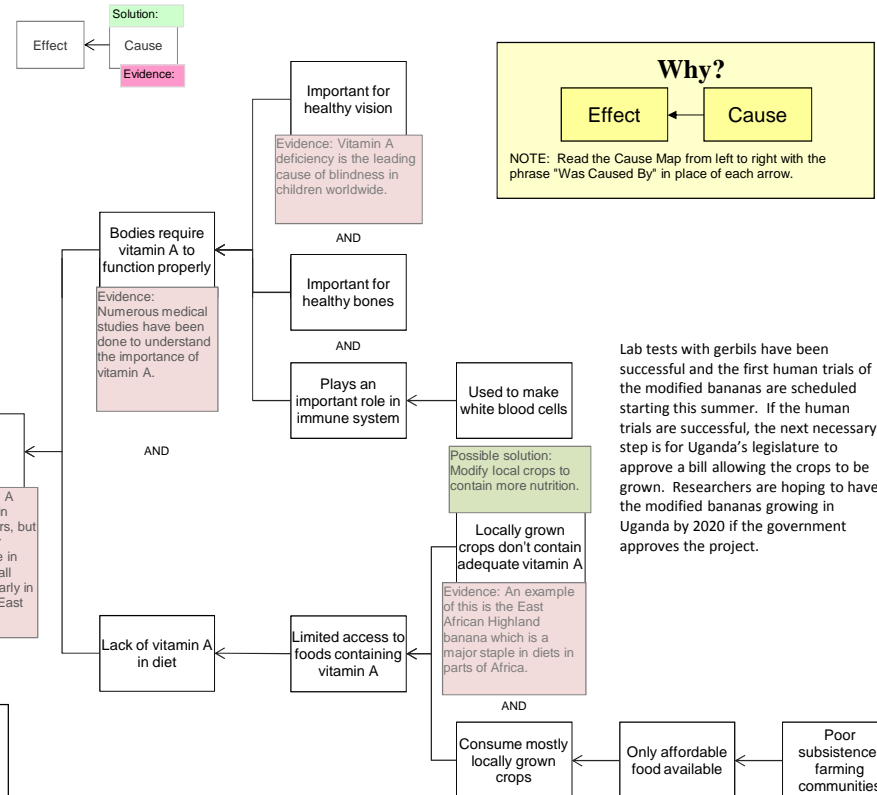 Solution:
Effect
Cause
Evidence:
Why?
Effect
Cause
NOTE: Read the Cause Map from left to right with the
phrase "Was Caused By" in place of each arrow.
Important for
healthy vision
Evidence: Vitamin A
deficiency is the leading
cause of blindness in
children worldwide.
AND
Bodies require
vitamin A to
function properly
Evidence:
Numerous medical
studies have been
done to understand
the importance of
vitamin A.
Important for
healthy bones
AND
Plays an
important role in
immune system
Used to make
white blood cells
Lab tests with gerbils have been
successful and the first human trials of
the modified bananas are scheduled
starting this summer. If the human
trials are successful, the next necessary
step is for Uganda's legislature to
approve a bill allowing the crops to be
grown. Researchers are hoping to have
the modified bananas growing in
Uganda by 2020 if the government
approves the project.
AND
Possible solution:
Modify local crops to
contain more nutrition.
Locally grown
crops don't contain
adequate vitamin A
Evidence: An example
of this is the East
African Highland
banana which is a
major staple in diets in
parts of Africa.
A
but
in
all
in
East
Lack of vitamin A
in diet
Limited access to
foods containing
vitamin A
AND
Consume mostly
locally grown
crops
Only affordable
food available
Poor
subsistence
farming
communities